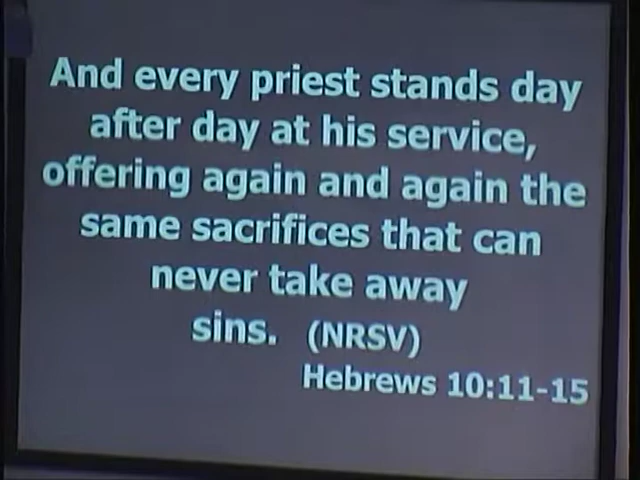 And every priest stands day
after day at his service,
offering again and again the
same sacrifices that can
never take away
sins. (NRSV)
Hebrews 10:11-15